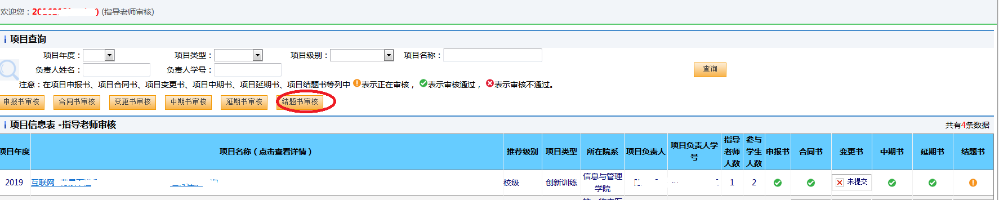 欢迎您： (指导老师审核)
项目查询
项目年度： 项目类型： 项目级别： 项目名称：
负责人姓名： 负责人学号： 查询
注意：在项目申报书、项目合同书、项目变更书、项目中期书、项目延期书、项目结题书等列中 表示正在审核， 表示审核通过， 表示审核不通过。
申报书审核 合同书审核 变更书审核 中期书审核 延期书审核 结题书审核
项目信息表 -指导老师审核 共有4条数据
项目年度 项目名称（点击查看详情） 推荐级别 项目类型 所在院系 项目负责人 项目负责人学号 指导老师人数 参与学生人数 申报书 合同书 变更书 中期书 延期书 结题书
2019 互联网 校级 创新训练 信息与管理学院 1 2 未提交